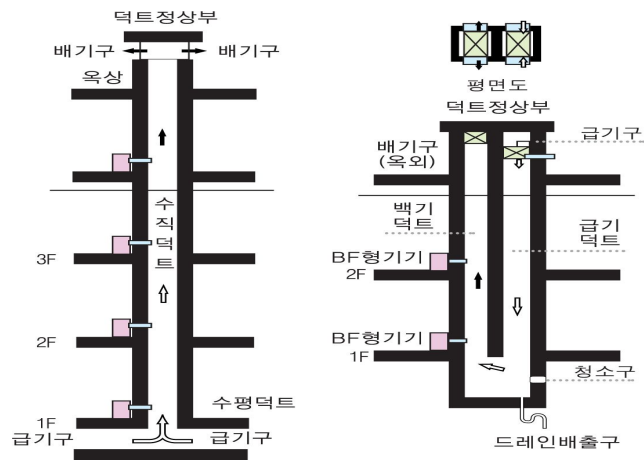 덕트정상부
배기구
배기구
옥상
수직덕트
3F
2F
1F
수평덕트
급기구
급기구
평면도
덕트정상부
급기구
배기구
(옥외)
백기
덕트
급기
덕트
BF형기기
2F
BF형기기
1F
청소구
드레인배출구